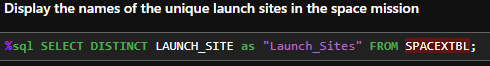 Display the names of the unique launch sites in the space mission
%sql SELECT DISTINCT LAUNCH_SITE as "Launch_Sites" FROM SPACEXTBL;